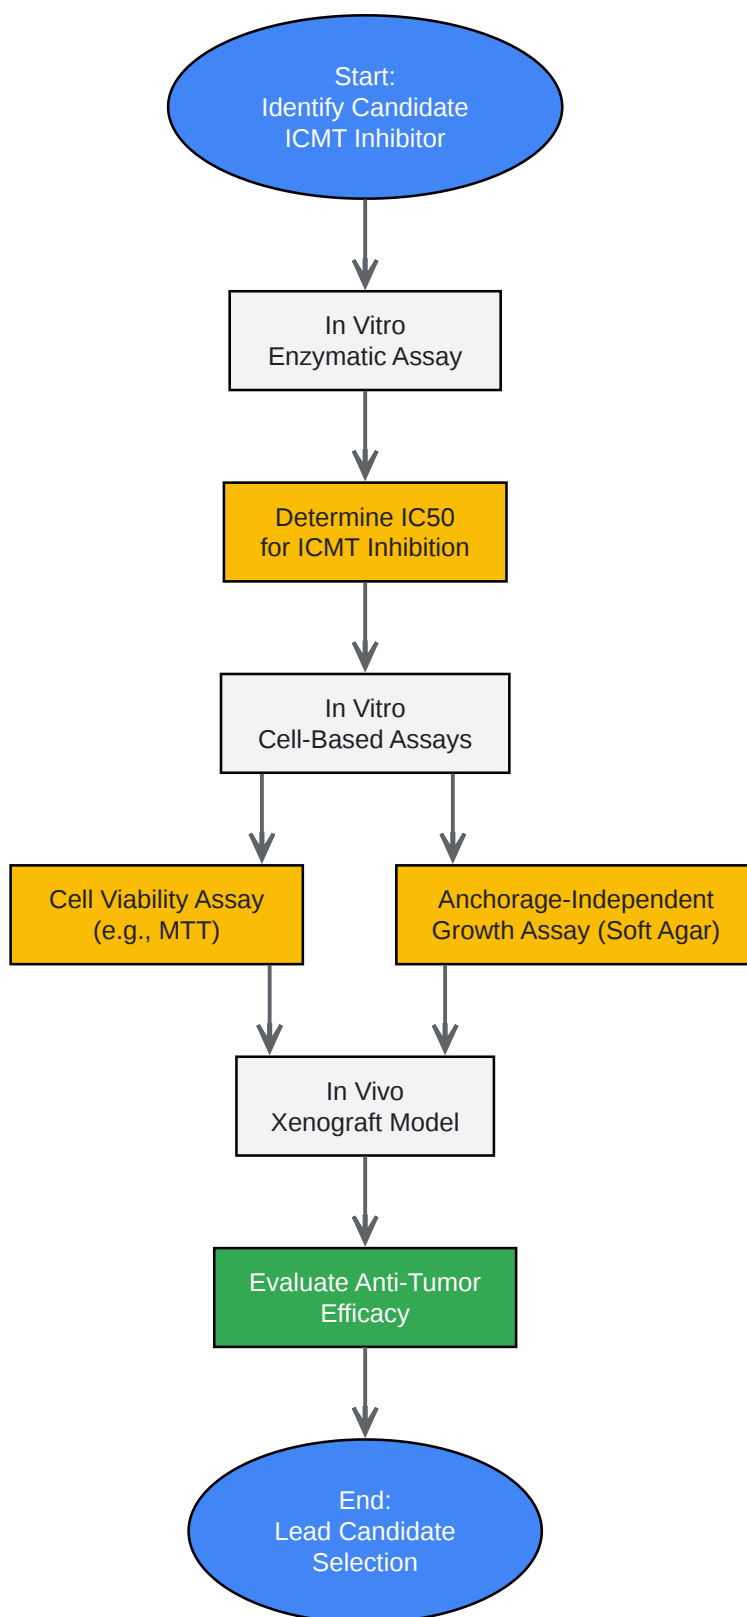 Start:
Identify Candidate
ICMT Inhibitor
In Vitro
Enzymatic Assay
Determine IC50
for ICMT Inhibition
In Vitro
Cell-Based Assays
Cell Viability Assay
(e.g., MTT)
Anchorage-Independent
Growth Assay (Soft Agar)
In Vivo
Xenograft Model
Evaluate Anti-Tumor
Efficacy
End:
Lead Candidate
Selection